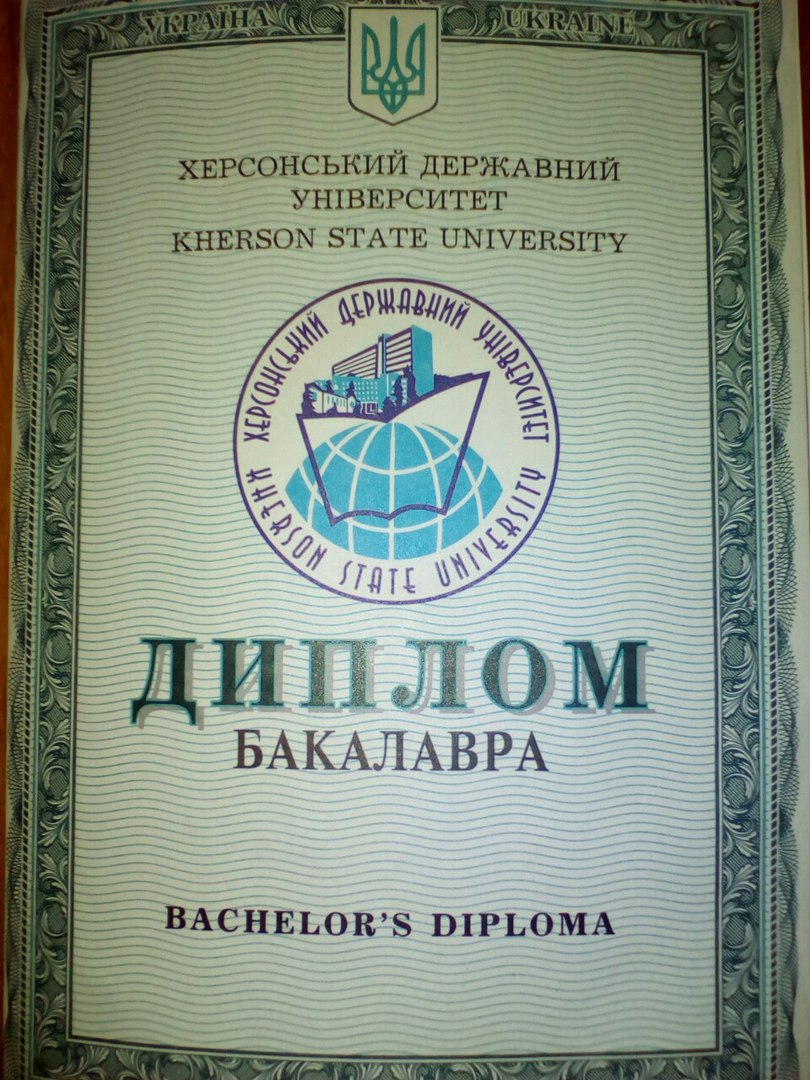 УКРАЇНА UKRAINE
ХЕРСОНСЬКИЙ ДЕРЖАВНИЙ
УНІВЕРСИТЕТ
KHERSON STATE UNIVERSITY
ХЕРСОНСЬКИЙ ДЕРЖАВНИЙ УНІВЕРСИТЕТ
KHERSON STATE UNIVERSITY
ДИПЛОМ
БАКАЛАВРА
BACHELOR'S DIPLOMA